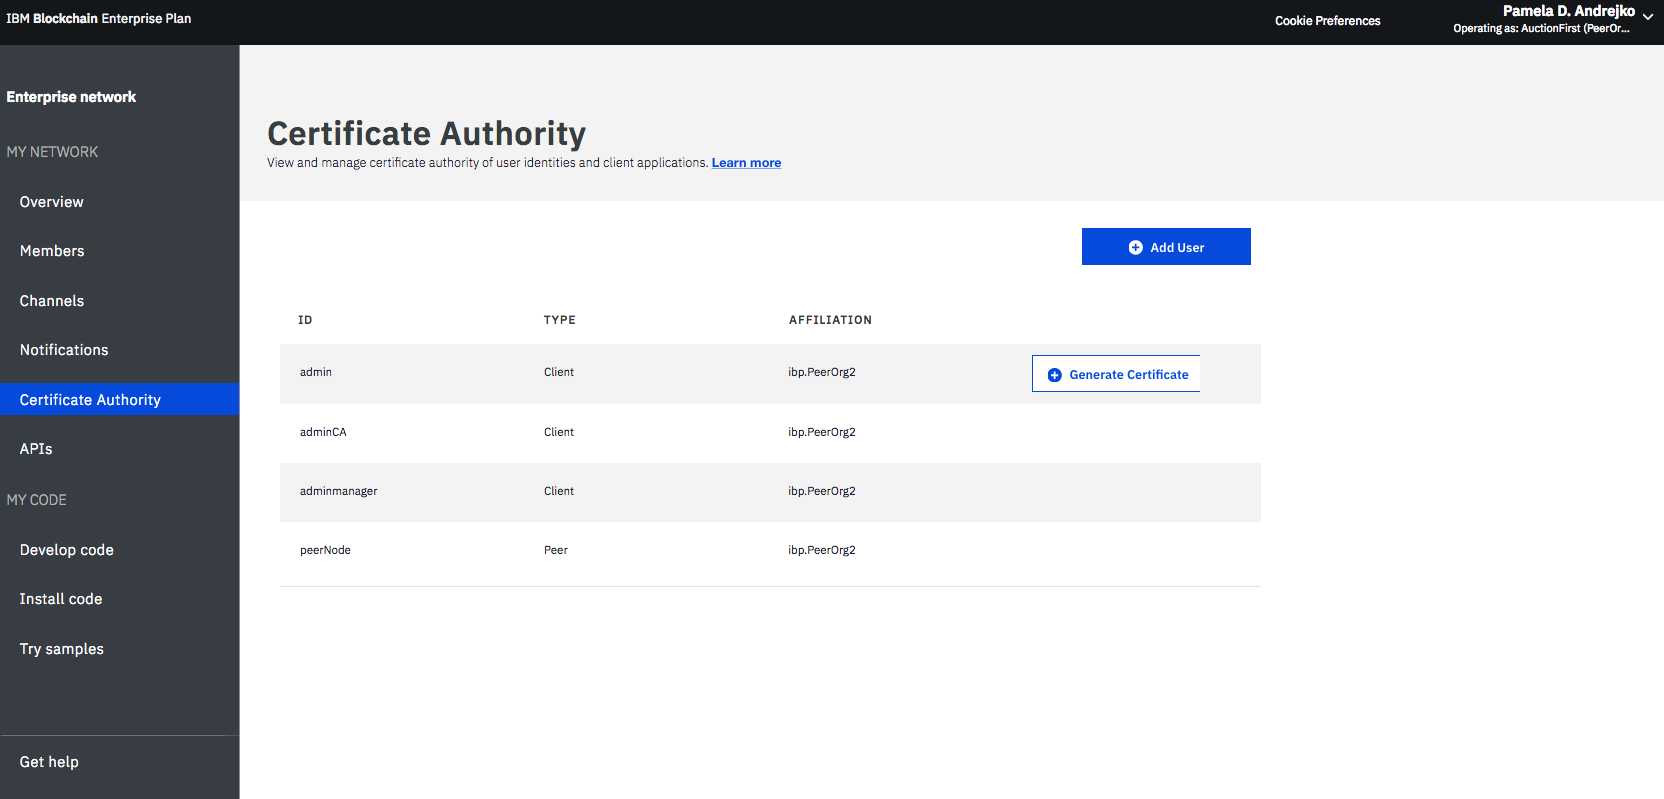 IBM Blockchain Enterprise Plan
Cookie Preferences
Pamela D. Andrejko
Operating as: AuctionFirst (PeerOr...
Enterprise network
MY NETWORK
Overview
Members
Channels
Notifications
Certificate Authority
APIs
MY CODE
Develop code
Install code
Try samples
Get help
Certificate Authority
View and manage certificate authority of user identities and client applications. Learn more
Add User
ID TYPE AFFILIATION
admin Client ibp.PeerOrg2 Generate Certificate
adminCA Client ibp.PeerOrg2
adminmanager Client ibp.PeerOrg2
peerNode Peer ibp.PeerOrg2